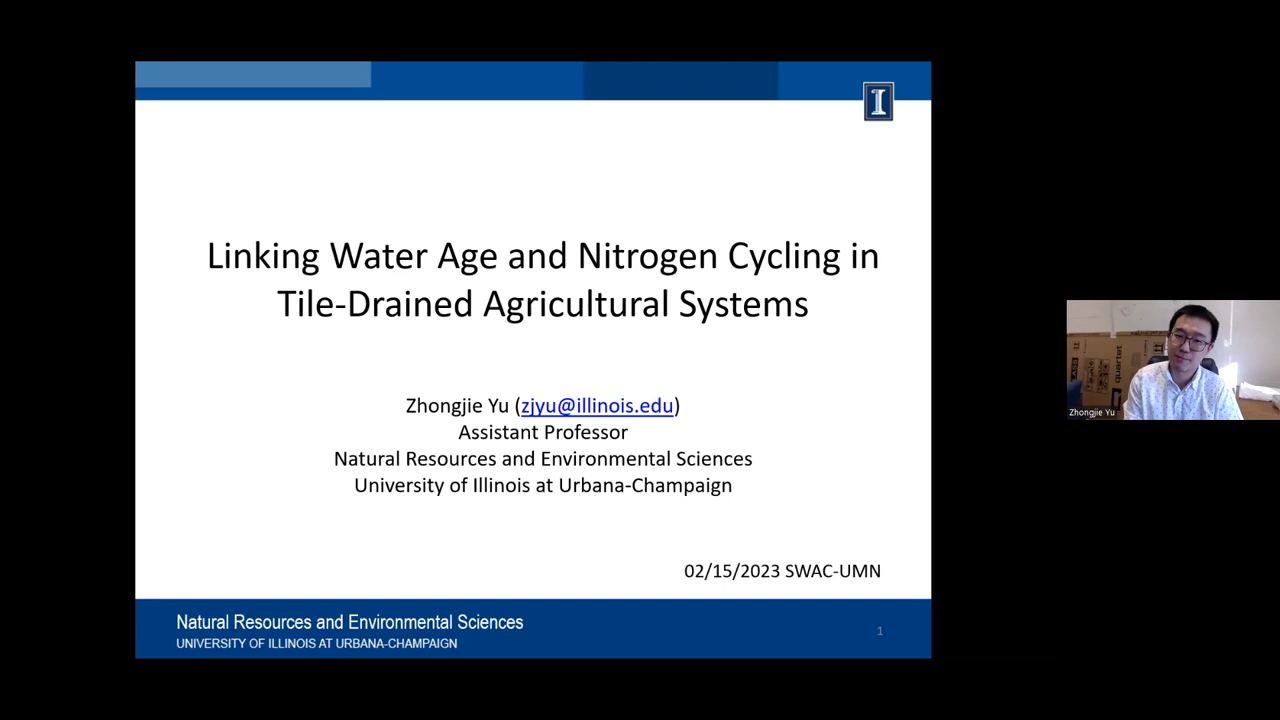 Linking Water Age and Nitrogen Cycling in
Tile-Drained Agricultural Systems
Zhongjie Yu (zjyu@illinois.edu)
Assistant Professor
Natural Resources and Environmental Sciences
University of Illinois at Urbana-Champaign
02/15/2023 SWAC-UMN
Natural Resources and Environmental Sciences
UNIVERSITY OF ILLINOIS AT URBANA-CHAMPAIGN
1
I
quartet
Zhongjie Yu